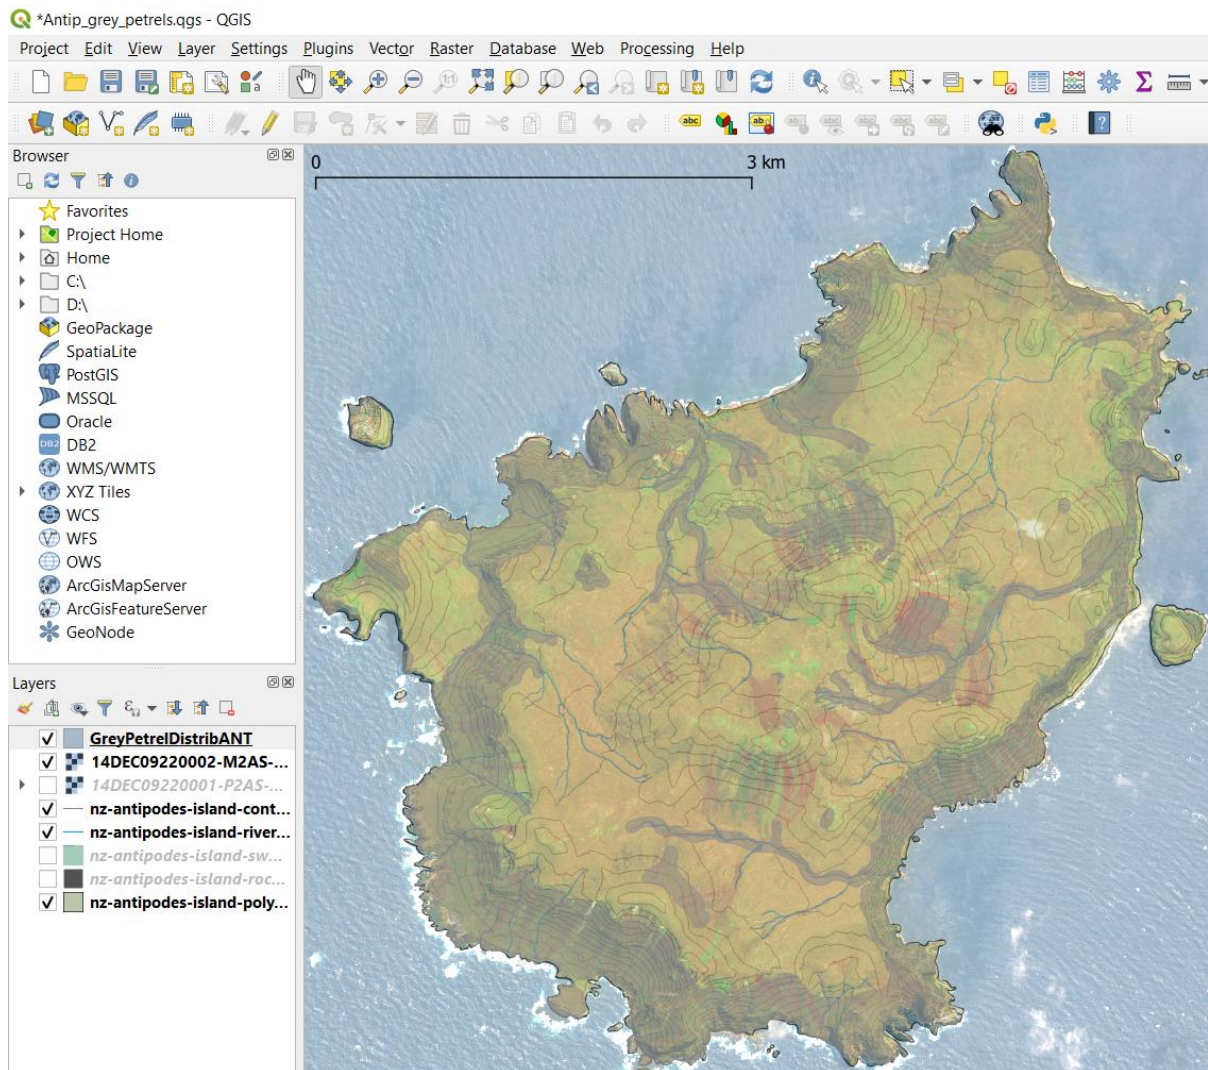 *Antip_grey_petrels.qgs - QGIS
Project Edit View Layer Settings Plugins Vector Raster Database Web Processing Help
Browser
Favorites
Project Home
Home
C:\
D:\
GeoPackage
SpatiaLite
PostGIS
MSSQL
Oracle
DB2
WMS/WMTS
XYZ Tiles
WCS
WFS
OWS
ArcGisMapServer
ArcGisFeatureServer
GeoNode
Layers
GreyPetrelDistribANT
14DEC09220002-M2AS-...
14DEC09220001-P2AS-...
nz-antipodes-island-cont...
nz-antipodes-island-river...
nz-antipodes-island-sw...
nz-antipodes-island-roc...
nz-antipodes-island-poly...
0 3 km